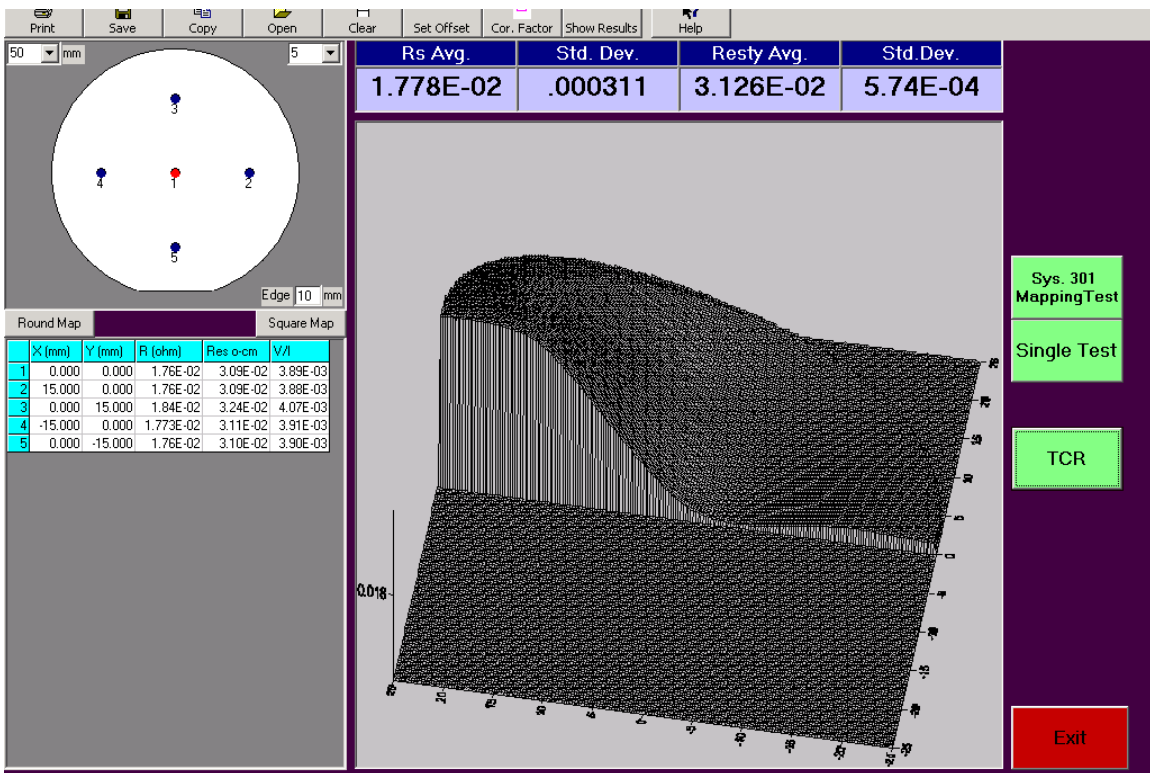 Print Save Copy Open Clear Set Offset Cor. Factor Show Results Help
50 mm 5
3
4 1 2
5
Edge 10 mm
Round Map Square Map
X (mm) Y (mm) R (ohm) Res o-cm V/I
1 0.000 0.000 1.76E-02 3.09E-02 3.89E-03
2 15.000 0.000 1.76E-02 3.09E-02 3.88E-03
3 0.000 15.000 1.84E-02 3.24E-02 4.07E-03
4 -15.000 0.000 1.773E-02 3.11E-02 3.91E-03
5 0.000 -15.000 1.76E-02 3.10E-02 3.90E-03
Rs Avg. Std. Dev. Resty Avg. Std.Dev.
1.778E-02 .000311 3.126E-02 5.74E-04
0.018
Sys. 301
MappingTest
Single Test
TCR
Exit